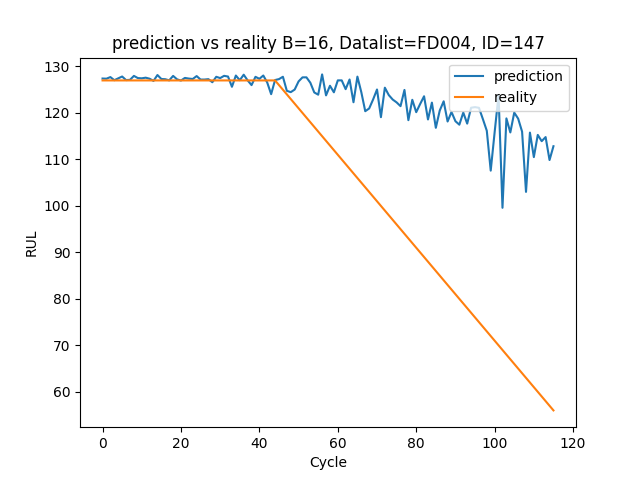 prediction vs reality B=16, Datalist=FD004, ID=147
prediction
reality
130
120
110
100
90
80
70
60
RUL
0 20 40 60 80 100 120
Cycle